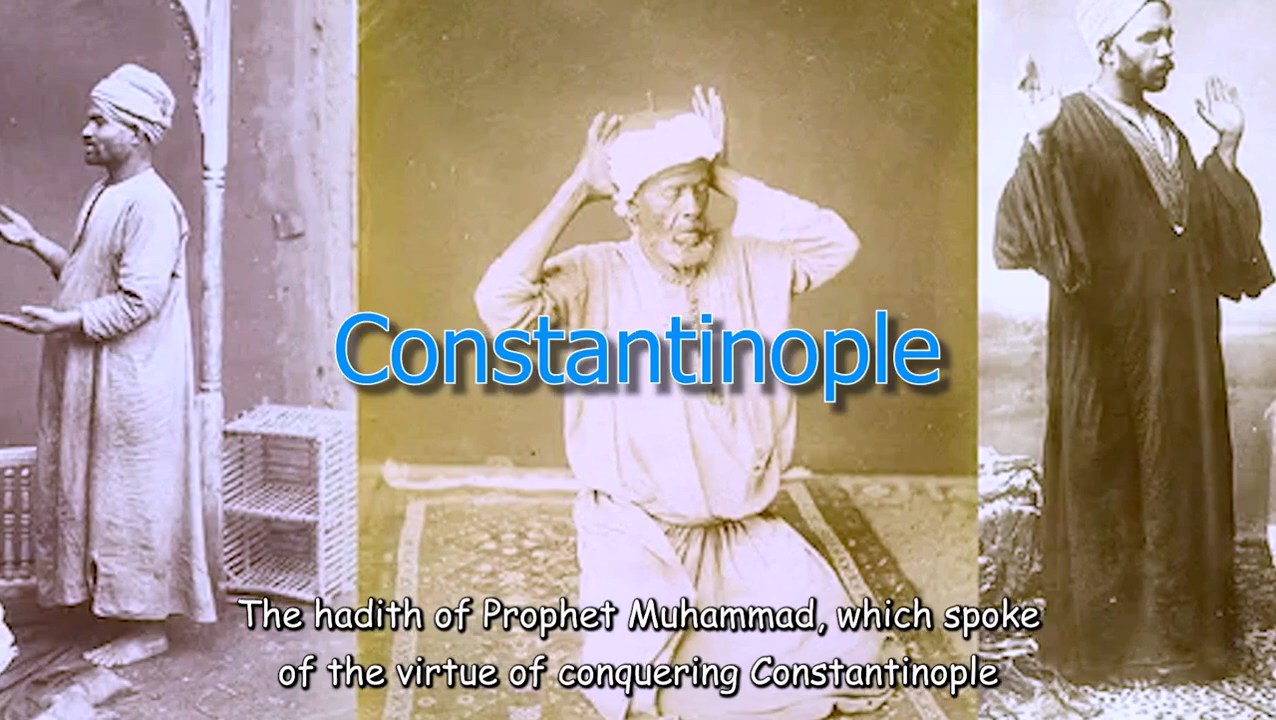 Constantinople
The hadith of Prophet Muhammad, which spoke
of the virtue of conquering Constantinople